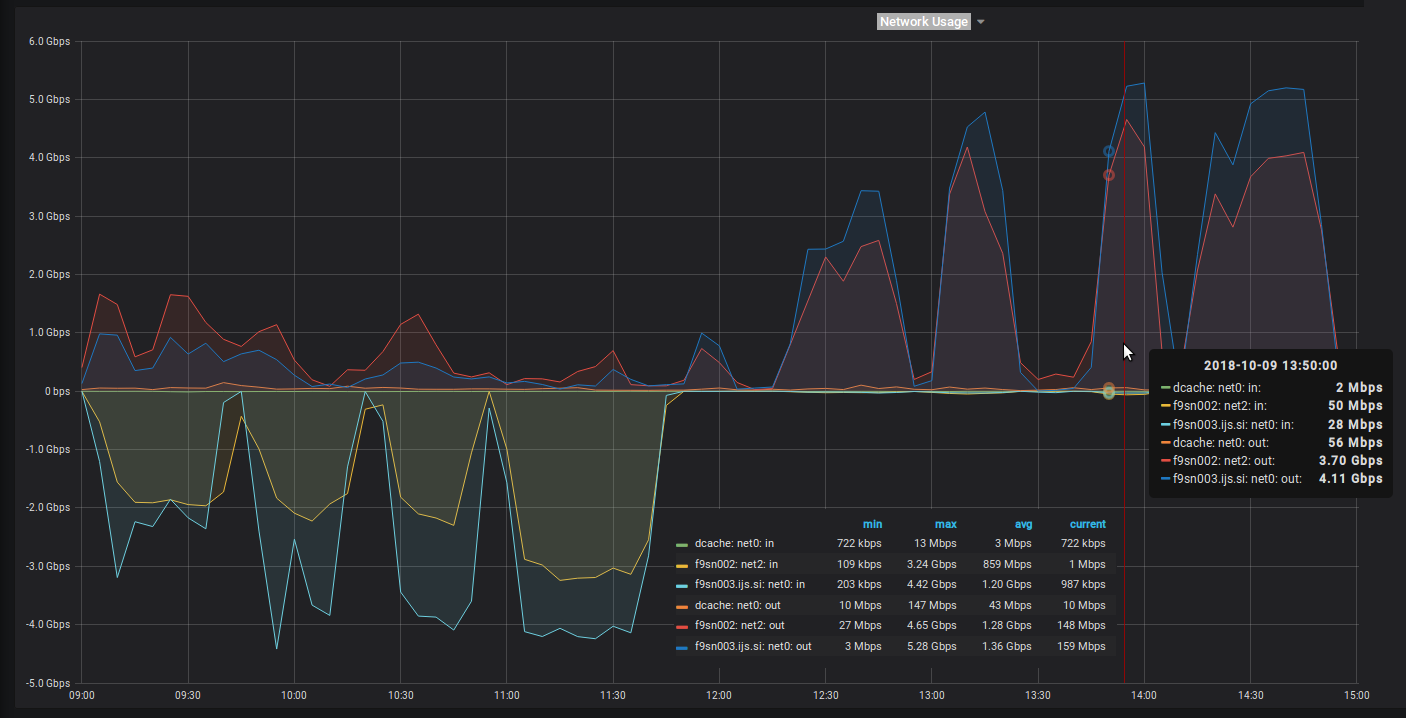 Network Usage
6.0 Gbps
5.0 Gbps
4.0 Gbps
3.0 Gbps
2.0 Gbps
1.0 Gbps
0 bps
-1.0 Gbps
-2.0 Gbps
-3.0 Gbps
-4.0 Gbps
-5.0 Gbps
09:00 09:30 10:00 10:30 11:00 11:30 12:00 12:30 13:00 13:30 14:00 14:30 15:00
2018-10-09 13:50:00
dcache: net0: in: 2 Mbps
f9sn002: net2: in: 50 Mbps
f9sn003.ijs.si: net0: in: 28 Mbps
dcache: net0: out: 56 Mbps
f9sn002: net2: out: 3.70 Gbps
f9sn003.ijs.si: net0: out: 4.11 Gbps
min max avg current
dcache: net0: in 722 kbps 13 Mbps 3 Mbps 722 kbps
f9sn002: net2: in 109 kbps 3.24 Gbps 859 Mbps 1 Mbps
f9sn003.ijs.si: net0: in 203 kbps 4.42 Gbps 1.20 Gbps 987 kbps
dcache: net0: out 10 Mbps 147 Mbps 43 Mbps 10 Mbps
f9sn002: net2: out 27 Mbps 4.65 Gbps 1.28 Gbps 148 Mbps
f9sn003.ijs.si: net0: out 3 Mbps 5.28 Gbps 1.36 Gbps 159 Mbps